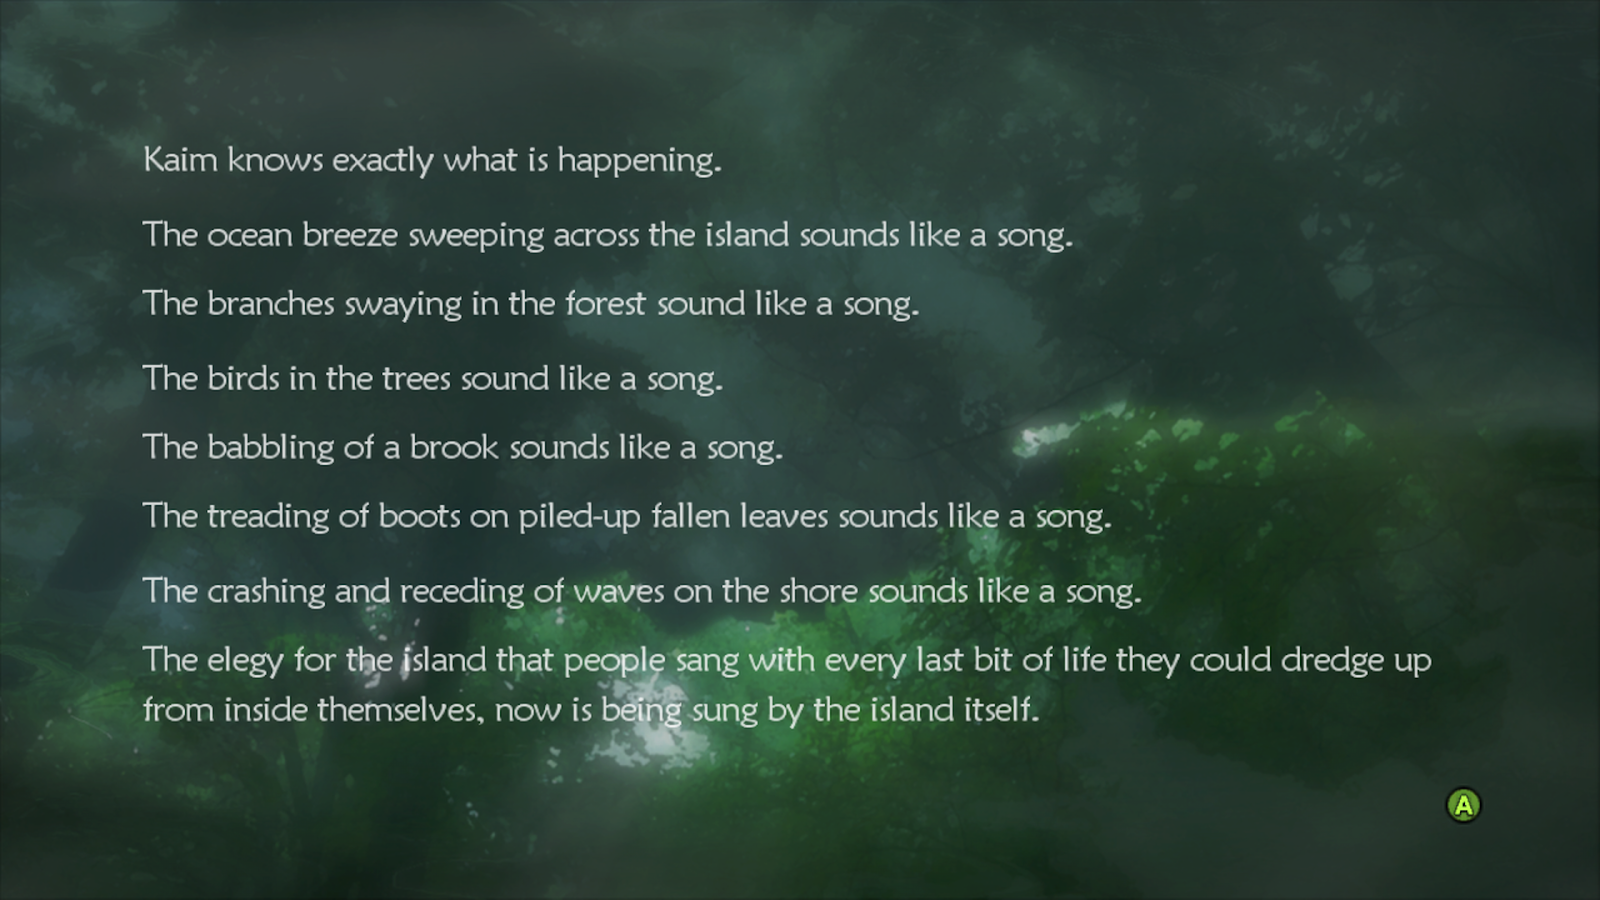 Kaim knows exactly what is happening.
The ocean breeze sweeping across the island sounds like a song.
The branches swaying in the forest sound like a song.
The birds in the trees sound like a song.
The babbling of a brook sounds like a song.
The treading of boots on piled-up fallen leaves sounds like a song.
The crashing and receding of waves on the shore sounds like a song.
The elegy for the island that people sang with every last bit of life they could dredge up
from inside themselves, now is being sung by the island itself.
A